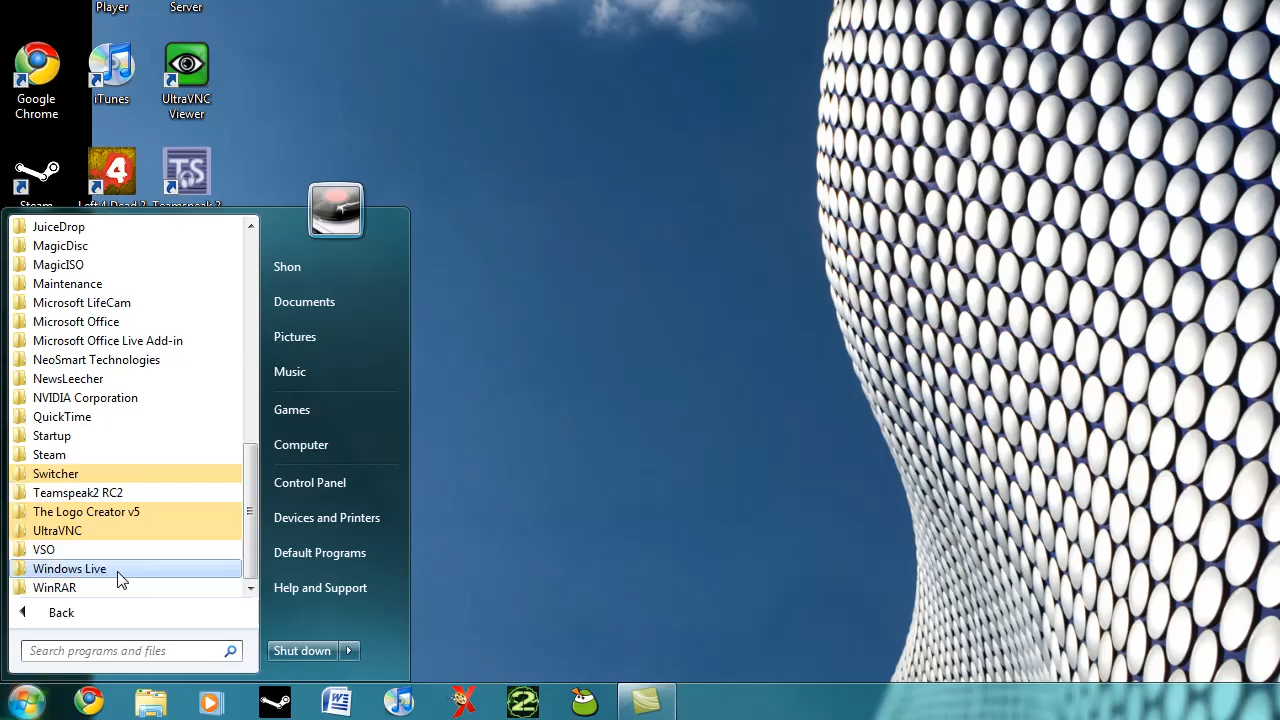 Player
Server
Google
Chrome
iTunes
UltraVNC
Viewer
Steam
Left 4 Dead 2
Teamspeak 2
JuiceDrop
MagicDisc
MagicISO
Maintenance
Microsoft LifeCam
Microsoft Office
Microsoft Office Live Add-in
NeoSmart Technologies
NewsLeecher
NVIDIA Corporation
QuickTime
Startup
Steam
Switcher
Teamspeak2 RC2
The Logo Creator v5
UltraVNC
VSO
Windows Live
WinRAR
Back
Search programs and files
Shon
Documents
Pictures
Music
Games
Computer
Control Panel
Devices and Printers
Default Programs
Help and Support
Shut down